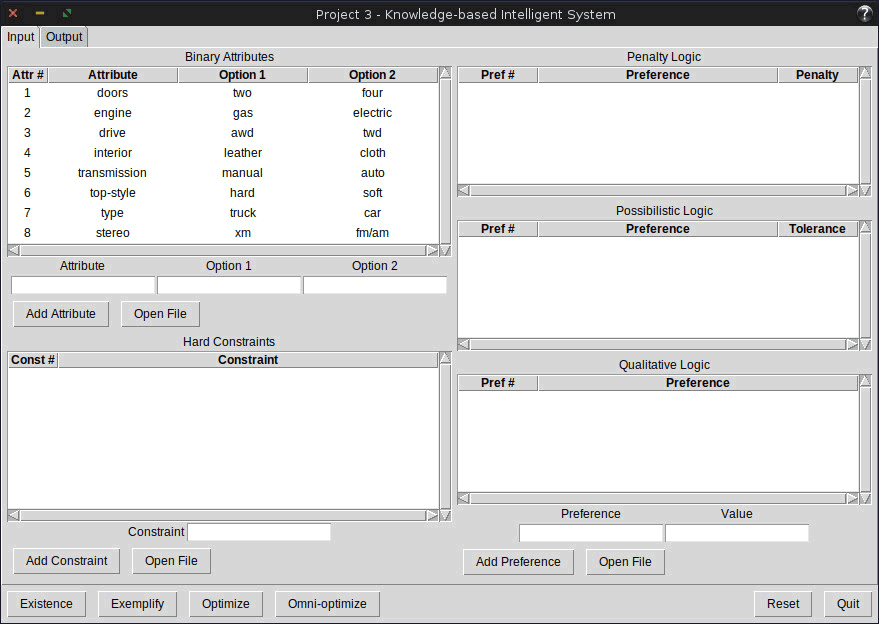 Project 3 - Knowledge-based Intelligent System
?
Input Output
Binary Attributes
Attr # Attribute Option 1 Option 2
1 doors two four
2 engine gas electric
3 drive awd twd
4 interior leather cloth
5 transmission manual auto
6 top-style hard soft
7 type truck car
8 stereo xm fm/am
Attribute Option 1 Option 2
Add Attribute Open File
Hard Constraints
Const # Constraint
Constraint
Add Constraint Open File
Penalty Logic
Pref # Preference Penalty
Possibilistic Logic
Pref # Preference Tolerance
Qualitative Logic
Pref # Preference
Preference Value
Add Preference Open File
Existence Exemplify Optimize Omni-optimize Reset Quit